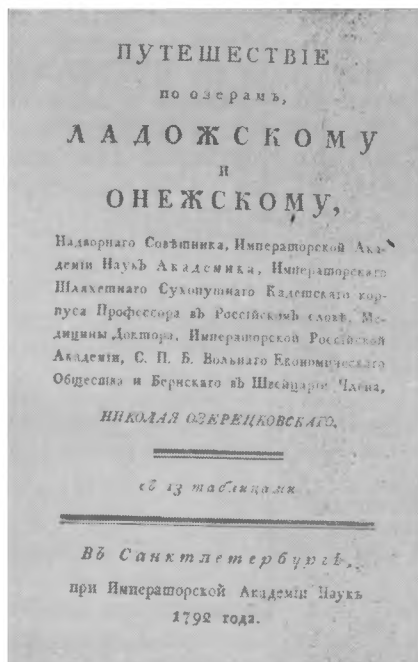 ПУТЕШЕСТВІЕ
по озерамъ,
ЛАДОЖСКОМУ
и
ОНЕЖСКОМУ,
Надворнаго Совѣтника, Императорской Ака-
деміи Наукъ Академика, Императорскаго
Шляхетнаго Сухопутнаго Кадетскаго кор-
пуса Профессора въ Россійскомъ словѣ, Ме-
дицины Доктора, Императорской Россійской
Академіи, С. П. Б. Вольнаго Економическаго
Общества и Бернскаго въ Швейцаріи Члена,
НИКОЛАЯ ОЗЕРЕЦКОВСКАГО.
съ 13 таблицами
Въ Санктпетербургѣ,
при Императорской Академіи Наукъ
1792 года.